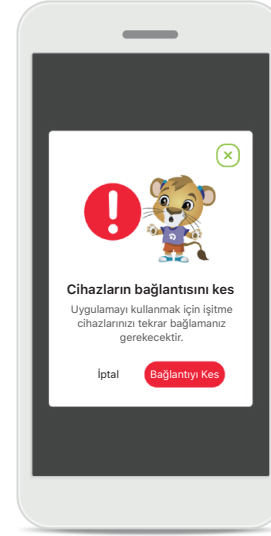 Cihazların bağlantısını kes
Uygulamayı kullanmak için işitme
cihazlarınızı tekrar bağlamanız
gerekecektir.
İptal Bağlantıyı Kes